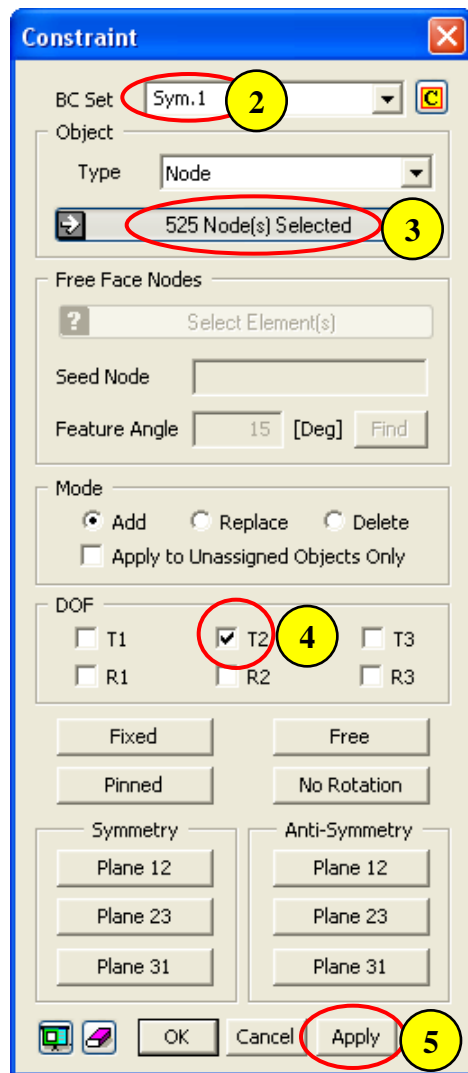 Constraint
BC Set Sym.1 2 C
Object
Type Node
525 Node(s) Selected 3
Free Face Nodes
? Select Element(s)
Seed Node
Feature Angle 15 [Deg] Find
Mode
Add Replace Delete
Apply to Unassigned Objects Only
DOF
T1 T2 4 T3
R1 R2 R3
Fixed Free
Pinned No Rotation
Symmetry Anti-Symmetry
Plane 12 Plane 12
Plane 23 Plane 23
Plane 31 Plane 31
OK Cancel Apply 5